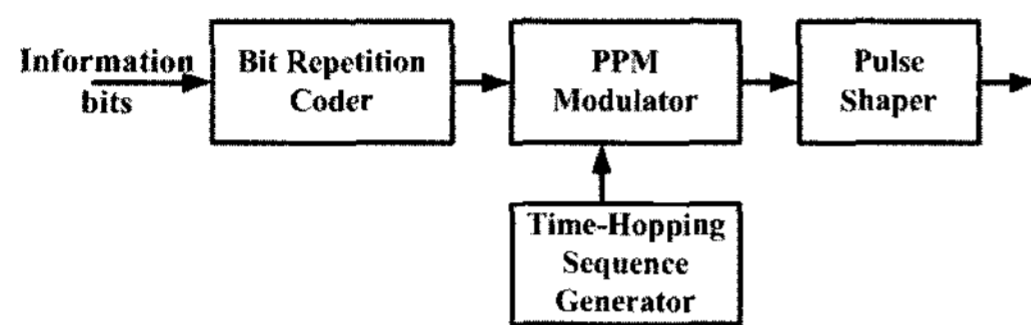 Information
bits
Bit Repetition
Coder
PPM
Modulator
Pulse
Shaper
Time-Hopping
Sequence
Generator